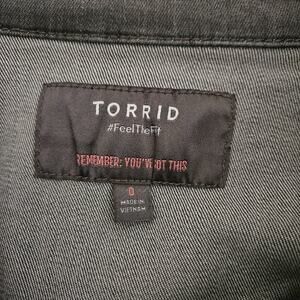 TORRID
#FeelTheFit
REMEMBER: YOU'VE GOT THIS
0
MADE IN
VIETNAM